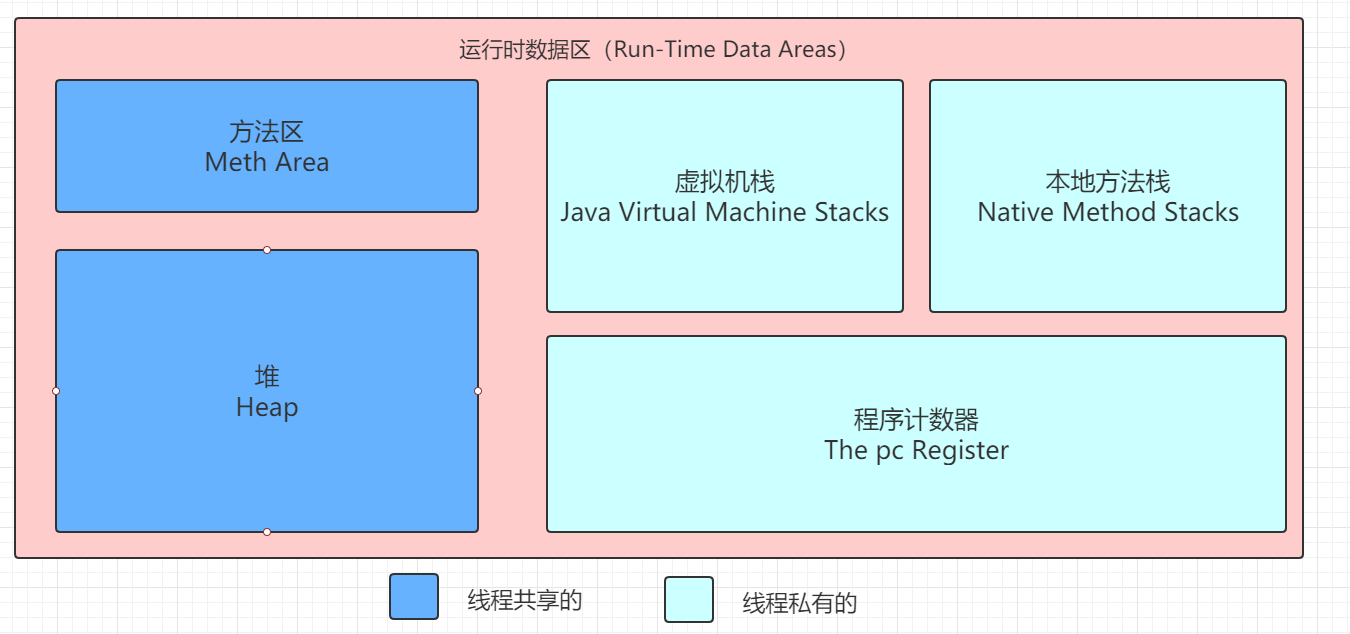 运行时数据区（Run-Time Data Areas）
方法区
Meth Area
虚拟机栈
Java Virtual Machine Stacks
本地方法栈
Native Method Stacks
堆
Heap
程序计数器
The pc Register
线程共享的
线程私有的